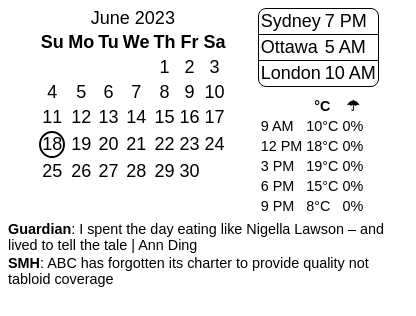 June 2023
Su Mo Tu We Th Fr Sa
1 2 3
4 5 6 7 8 9 10
11 12 13 14 15 16 17
18 19 20 21 22 23 24
25 26 27 28 29 30
Sydney 7 PM
Ottawa 5 AM
London 10 AM
°C ☂
9 AM 10°C 0%
12 PM 18°C 0%
3 PM 19°C 0%
6 PM 15°C 0%
9 PM 8°C 0%
Guardian: I spent the day eating like Nigella Lawson – and
lived to tell the tale | Ann Ding
SMH: ABC has forgotten its charter to provide quality not
tabloid coverage